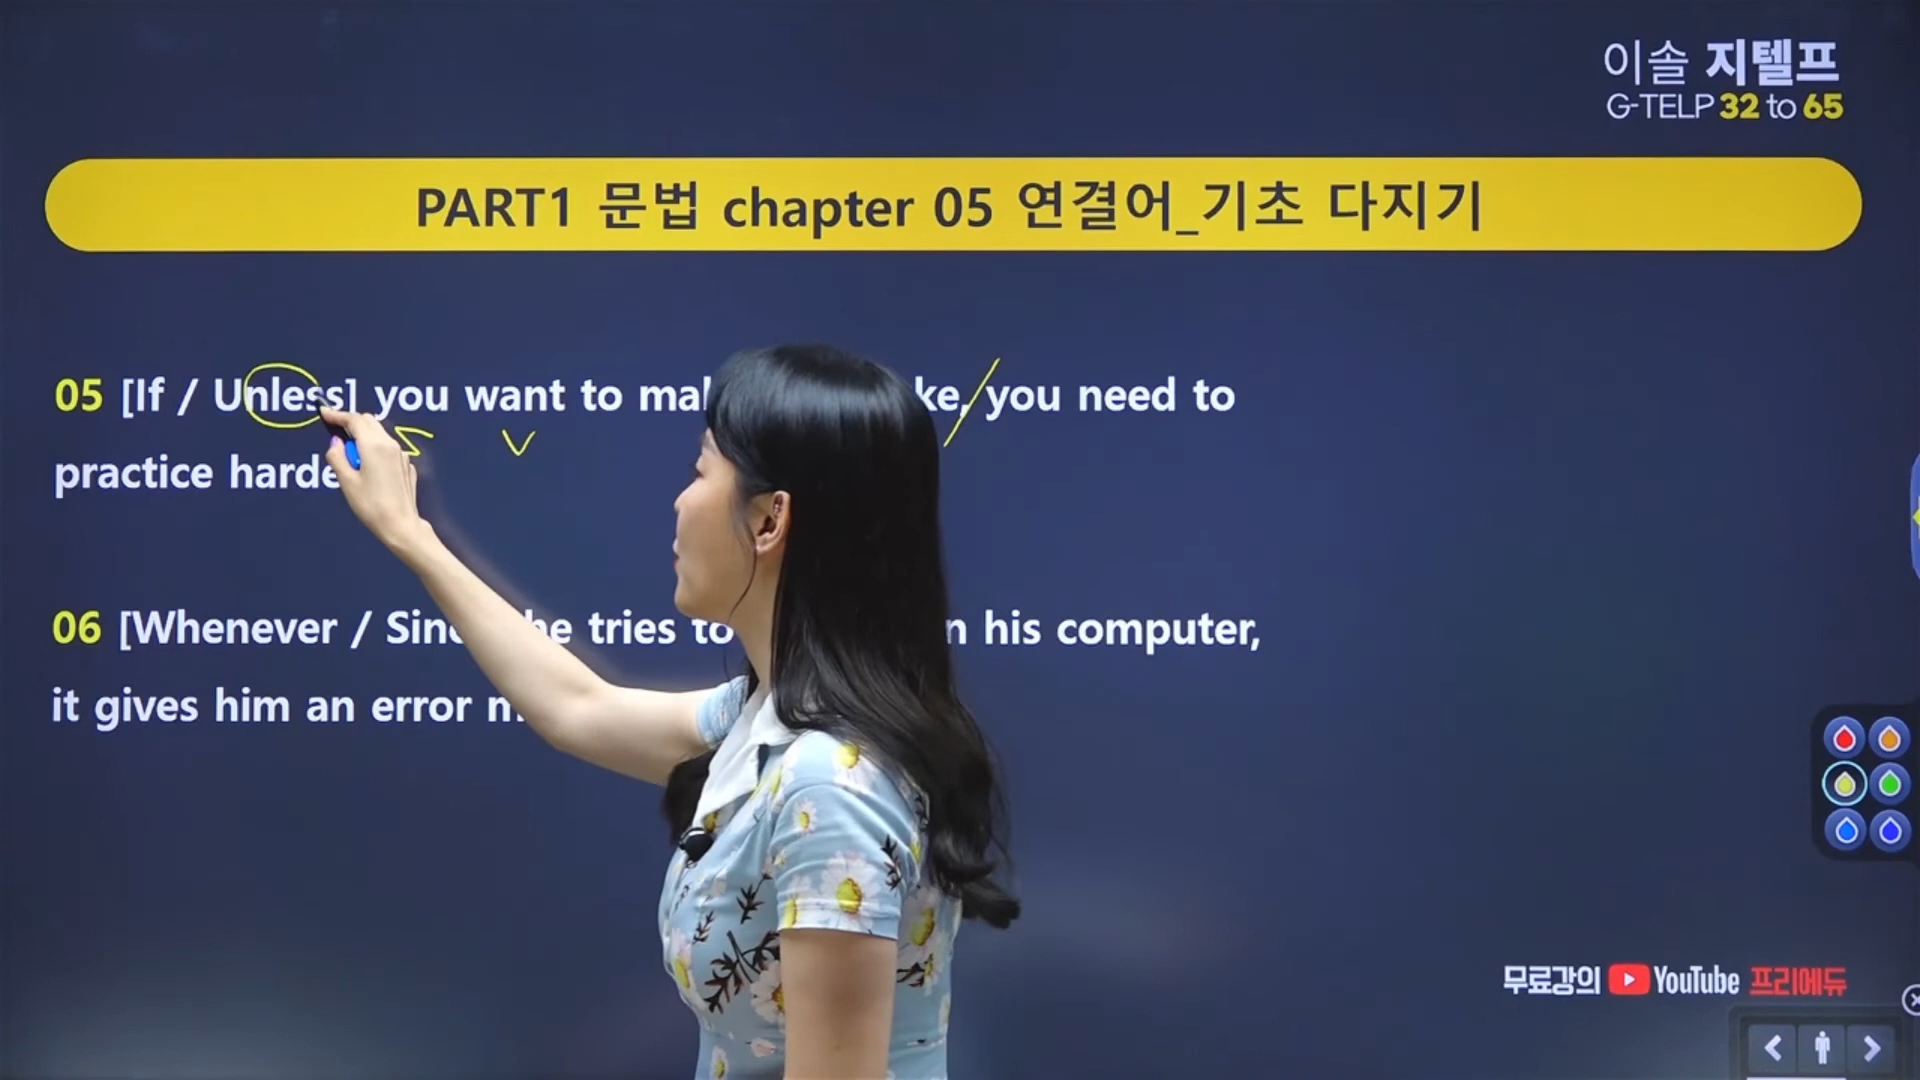 이솔 지텔프
G-TELP 32 to 65
PART1 문법 chapter 05 연결어_기초 다지기
05 [If / Unless] you want to ke, you need to
practice harde
06 [Whenever / he tries to n his computer,
it gives him an error
무료강의 YouTube 프리에듀